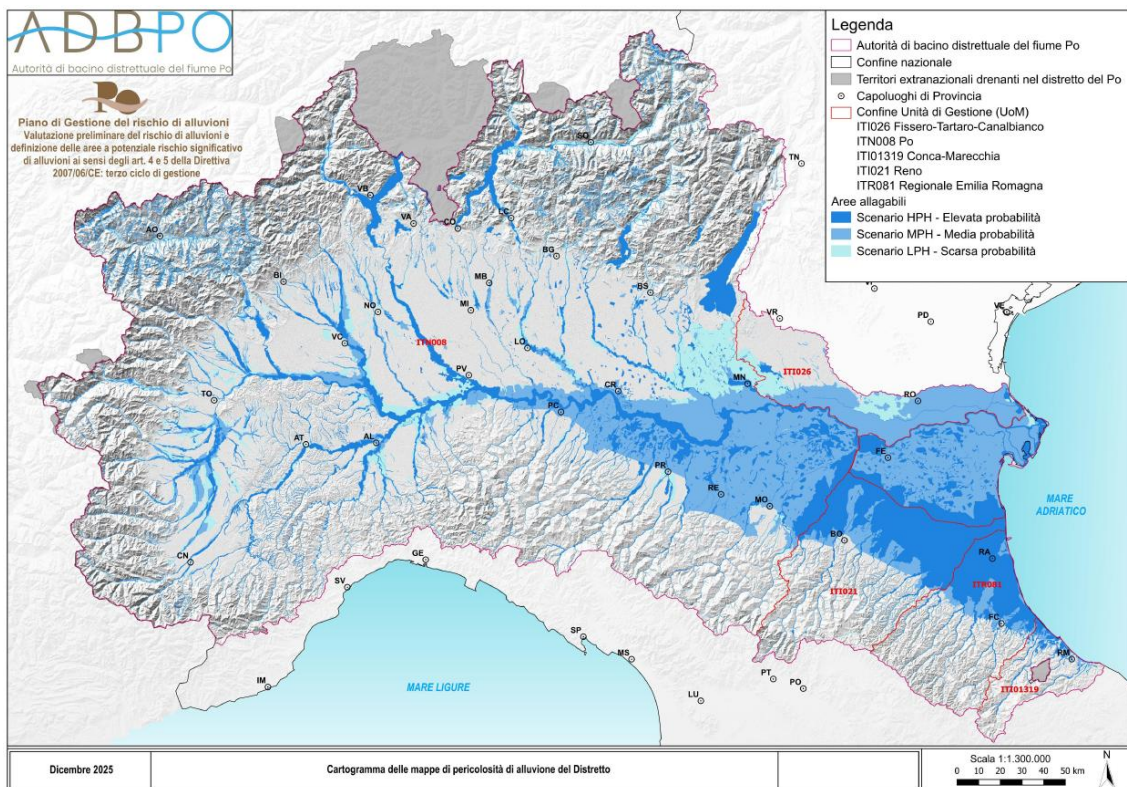 ADBPO
Autorità di bacino distrettuale del fiume Po
Po
Piano di Gestione del rischio di alluvioni
Valutazione preliminare del rischio di alluvioni e
definizione delle aree a potenziale rischio significativo
di alluvioni ai sensi degli art. 4 e 5 della Direttiva
2007/06/CE: terzo ciclo di gestione
Legenda
Autorità di bacino distrettuale del fiume Po
Confine nazionale
Territori extranazionali drenanti nel distretto del Po
Capoluoghi di Provincia
Confine Unità di Gestione (UoM)
ITI026 Fissero-Tartaro-Canalbianco
ITN008 Po
ITI01319 Conca-Marecchia
ITI021 Reno
ITR081 Regionale Emilia Romagna
Aree allagabili
Scenario HPH - Elevata probabilità
Scenario MPH - Media probabilità
Scenario LPH - Scarsa probabilità
SO
TN
VB
VA
CO
LC
AO
BG
BI
MB
BS
NO
MI
VR
PD
VE
VC
ITN008
LO
ITI026
PV
MN
TO
CR
RO
PC
AT
AL
FE
PR
RE
MO
MARE
ADRIATICO
BO
CN
GE
RA
SV
ITI021
ITR081
FC
SP
MS
RM
IM
MARE LIGURE
PT
PO
LU
ITI01319
Dicembre 2025
Cartogramma delle mappe di pericolosità di alluvione del Distretto
Scala 1:1.300.000
0 10 20 30 40 50 km
N